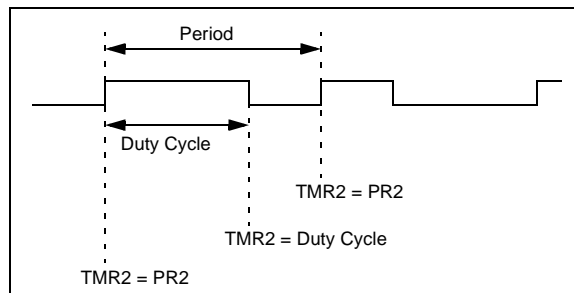 Period
Duty Cycle
TMR2 = PR2
TMR2 = Duty Cycle
TMR2 = PR2